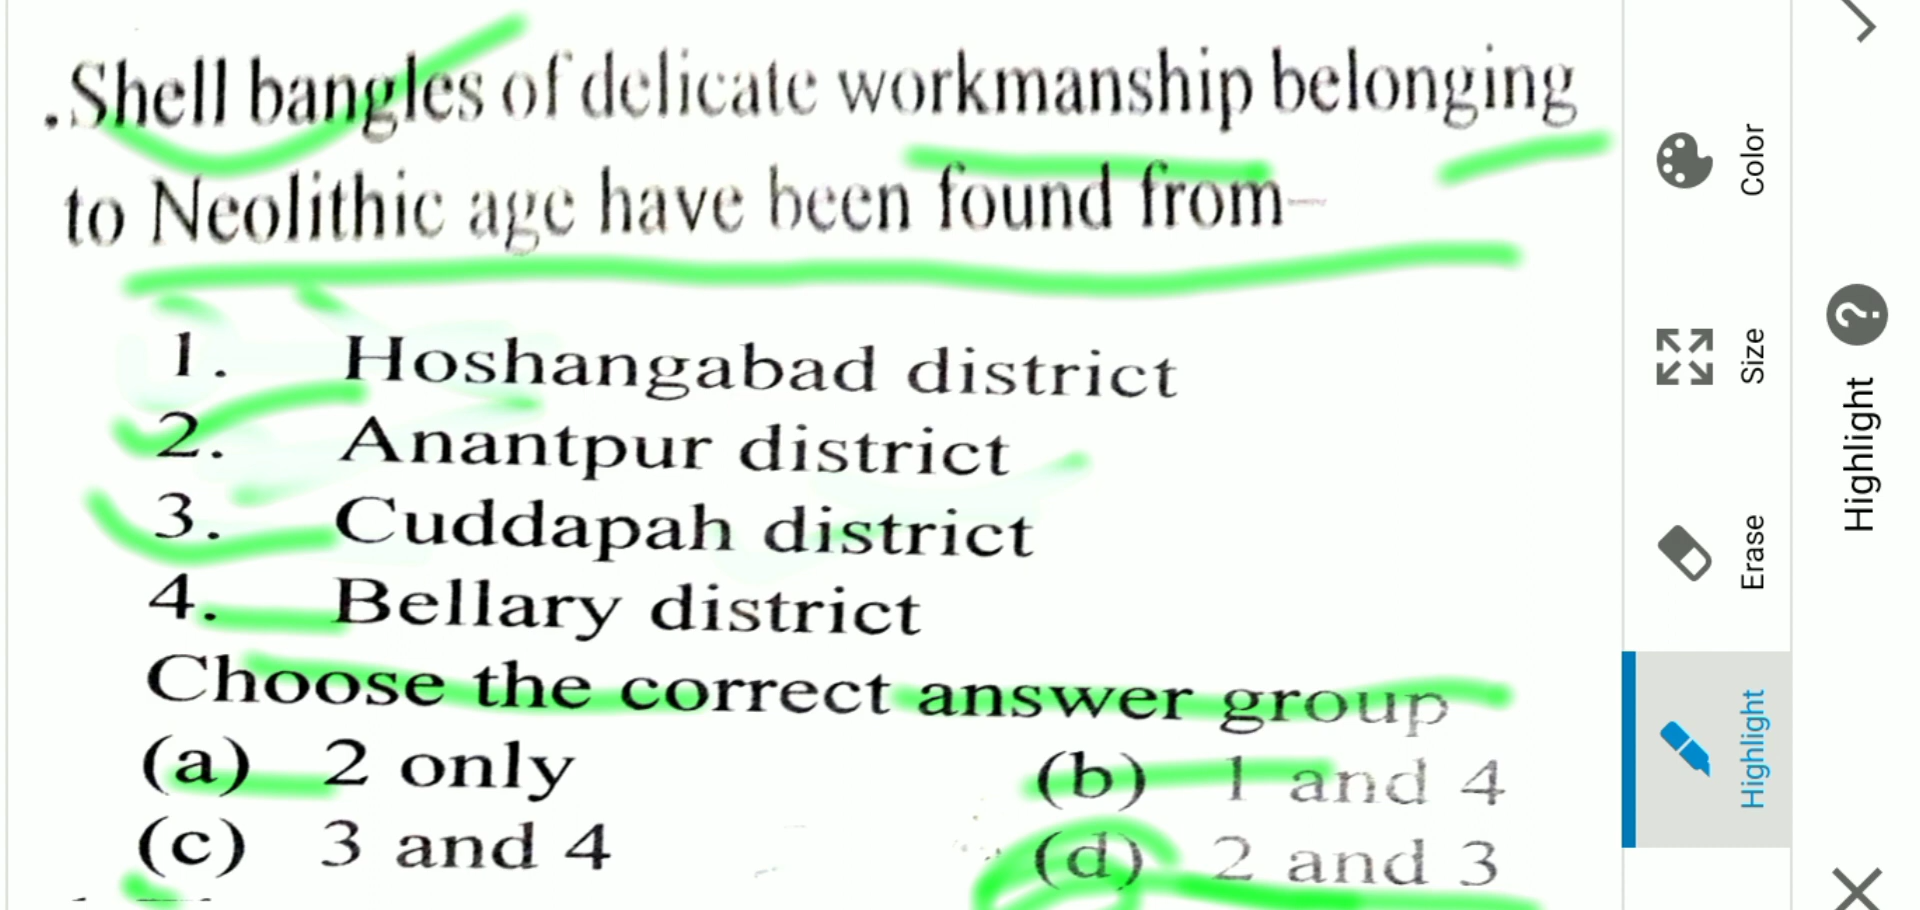 .Shell bangles of delicate workmanship belonging
to Neolithic age have been found from–
1. Hoshangabad district
2. Anantpur district
3. Cuddapah district
4. Bellary district
Choose the correct answer group
(a) 2 only (b) 1 and 4
(c) 3 and 4 (d) 2 and 3
Color
Size
Erase
Highlight
Highlight